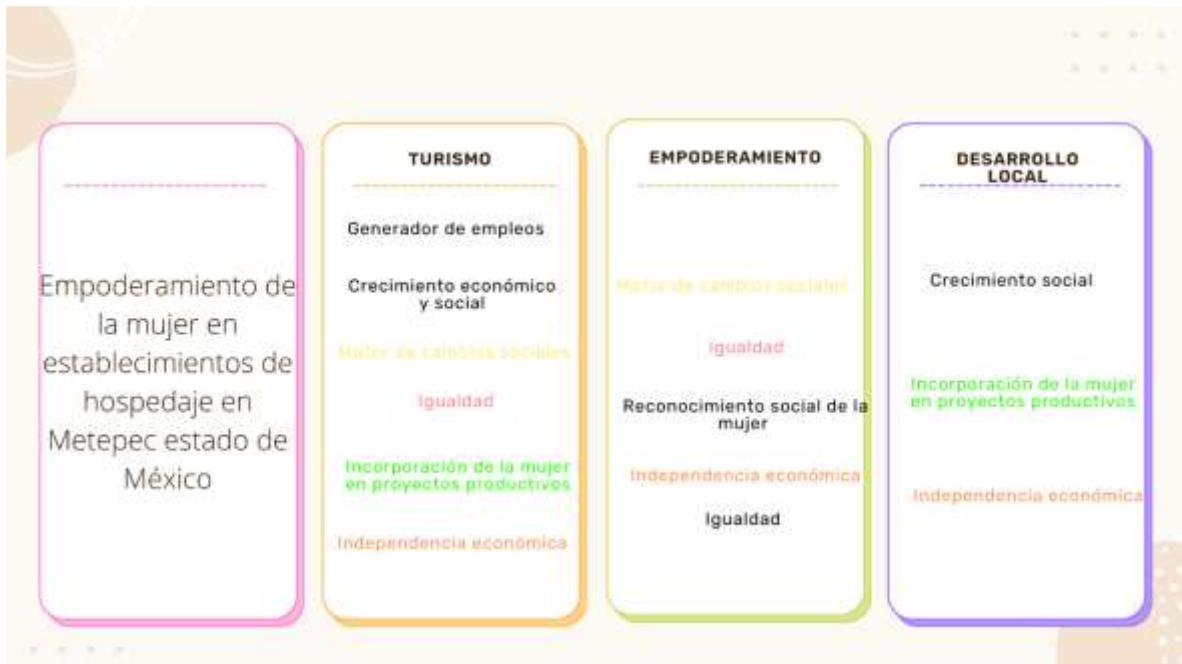 Empoderamiento de
la mujer en
establecimientos de
hospedaje en
Metepec estado de
México
TURISMO
Generador de empleos
Crecimiento económico
y social
Motor de cambios sociales
Igualdad
Incorporación de la mujer
en proyectos productivos
Independencia económica
EMPODERAMIENTO
Motor de cambios sociales
Igualdad
Reconocimiento social de la
mujer
Independencia económica
Igualdad
DESARROLLO
LOCAL
Crecimiento social
Incorporación de la mujer
en proyectos productivos
Independencia económica